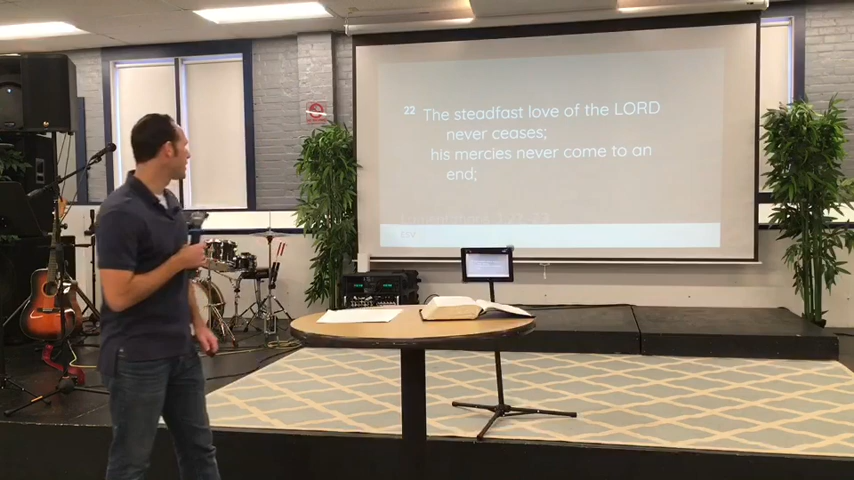 22 The steadfast love of the LORD
never ceases;
his mercies never come to an
end;